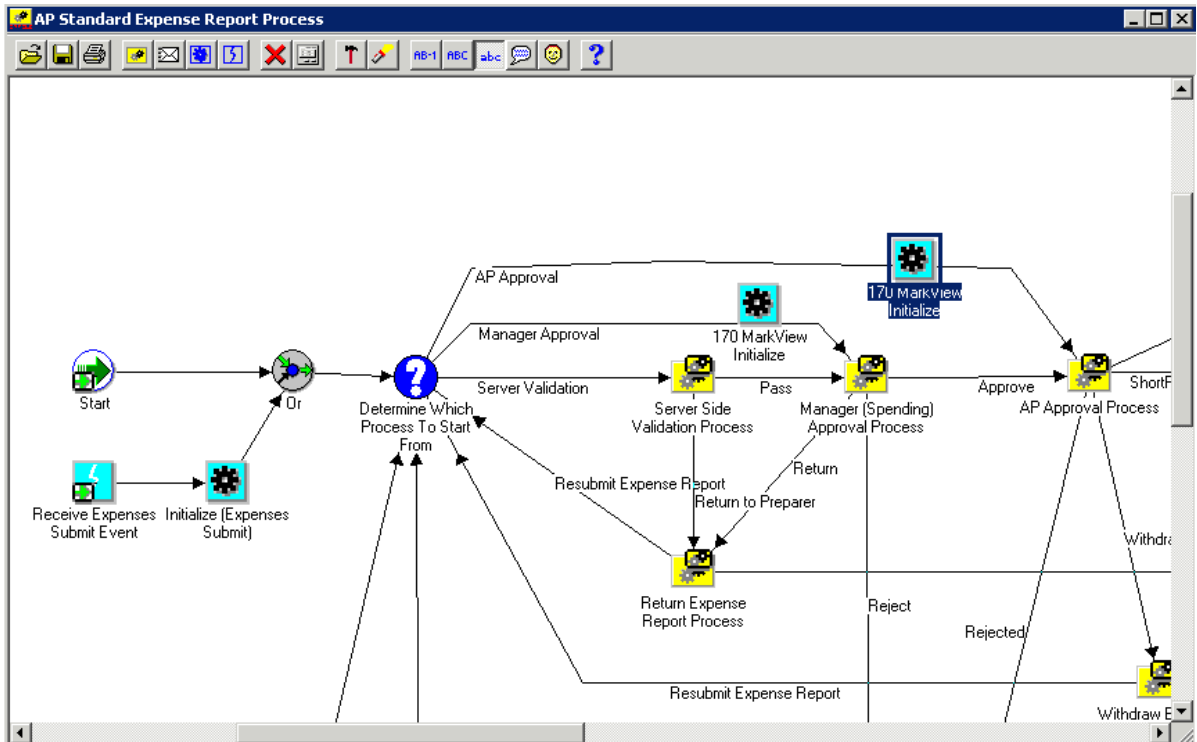 AP Standard Expense Report Process
AB-1 ABC abc
AP Approval
170 MarkView
Initialize
Manager Approval
170 MarkView
Initialize
Start
Or
Server Validation
Pass
Approve
Determine Which
Process To Start
From
Server Side
Validation Process
Manager (Spending)
Approval Process
AP Approval Process
Return
Resubmit Expense Report
Return to Preparer
Receive Expenses
Submit Event
Initialize (Expenses
Submit)
Return Expense
Report Process
Reject
Rejected
Resubmit Expense Report
Withdraw